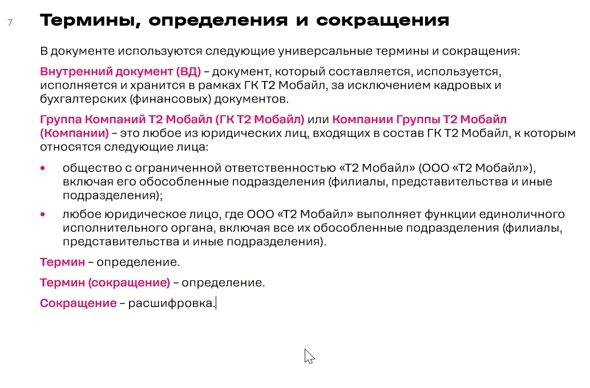 7
Термины, определения и сокращения
В документе используются следующие универсальные термины и сокращения:
Внутренний документ (ВД) – документ, который составляется, используется,
исполняется и хранится в рамках ГК Т2 Мобайл, за исключением кадровых и
бухгалтерских (финансовых) документов.
Группа Компаний Т2 Мобайл (ГК Т2 Мобайл) или Компании Группы Т2 Мобайл
(Компании) – это любое из юридических лиц, входящих в состав ГК Т2 Мобайл, к которым
относятся следующие лица:
• общество с ограниченной ответственностью «Т2 Мобайл» (ООО «Т2 Мобайл»),
включая его обособленные подразделения (филиалы, представительства и иные
подразделения);
• любое юридическое лицо, где ООО «Т2 Мобайл» выполняет функции единоличного
исполнительного органа, включая все их обособленные подразделения (филиалы,
представительства и иные подразделения).
Термин – определение.
Термин (сокращение) – определение.
Сокращение – расшифровка.